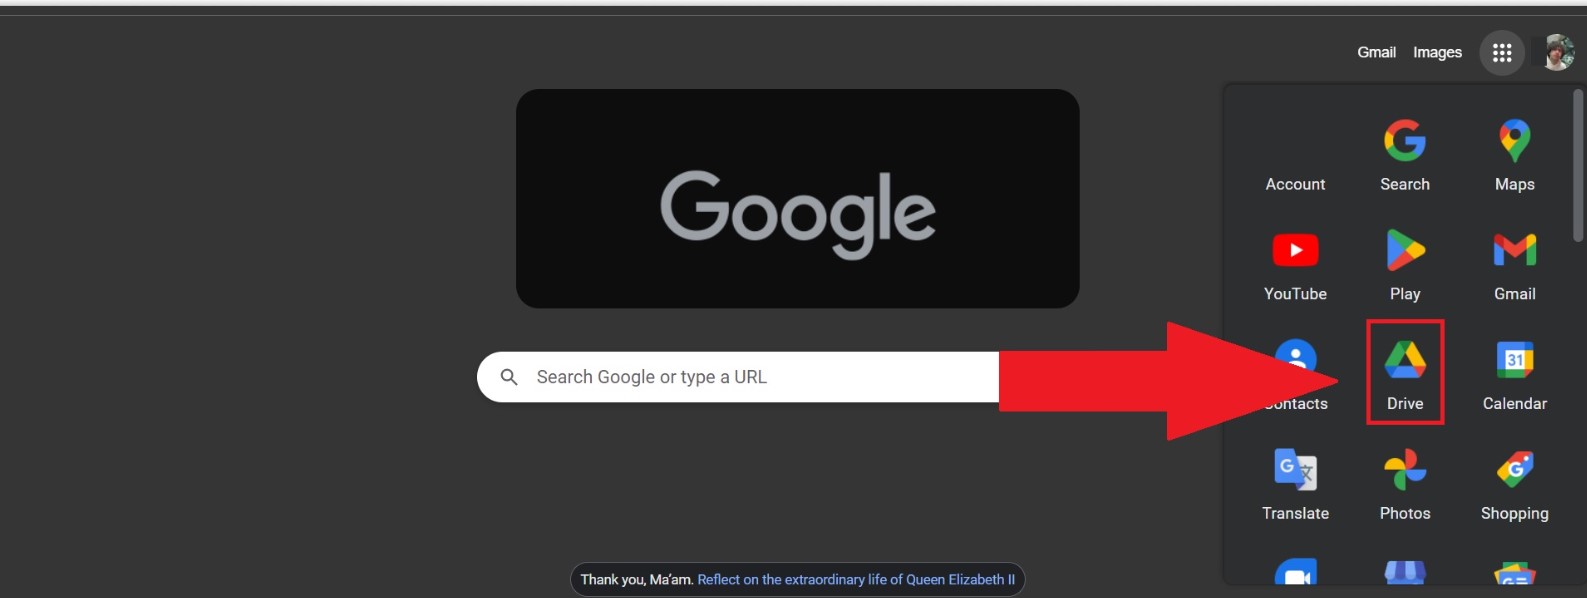 Gmail Images
Google
Search Google or type a URL
Account Search Maps
YouTube Play Gmail
31
ontacts Drive Calendar
G 文
G
Translate Photos Shopping
G
Thank you, Ma'am. Reflect on the extraordinary life of Queen Elizabeth II